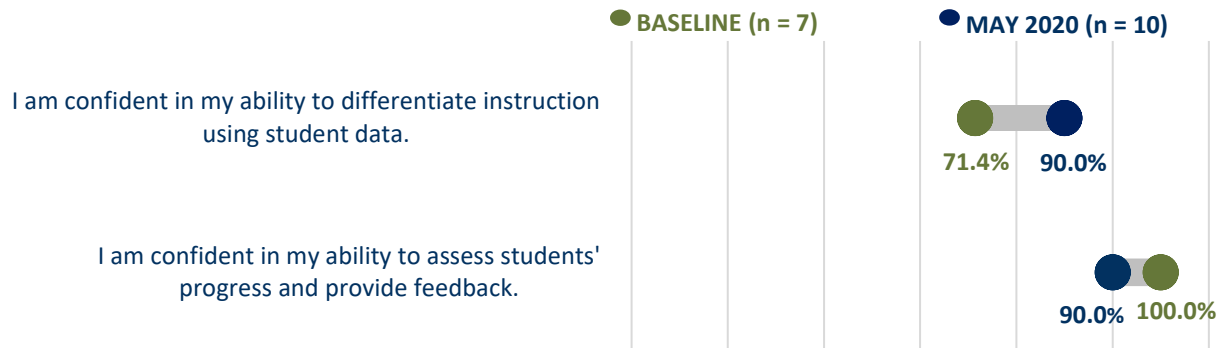 BASELINE (n = 7)
MAY 2020 (n = 10)
I am confident in my ability to differentiate instruction
using student data.
71.4%
90.0%
I am confident in my ability to assess students'
progress and provide feedback.
90.0%
100.0%